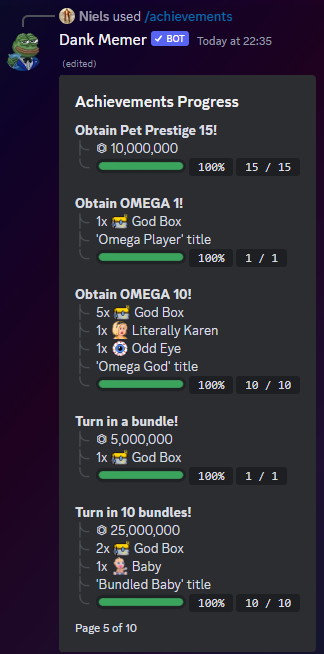 Niels used /achievements
Dank Memer ✓ BOT Today at 22:35
(edited)
Achievements Progress
Obtain Pet Prestige 15!
10,000,000
100% 15 / 15
Obtain OMEGA 1!
1x God Box
'Omega Player' title
100% 1 / 1
Obtain OMEGA 10!
5x God Box
1x Literally Karen
1x Odd Eye
'Omega God' title
100% 10 / 10
Turn in a bundle!
5,000,000
1x God Box
100% 1 / 1
Turn in 10 bundles!
25,000,000
2x God Box
1x Baby
'Bundled Baby' title
100% 10 / 10
Page 5 of 10